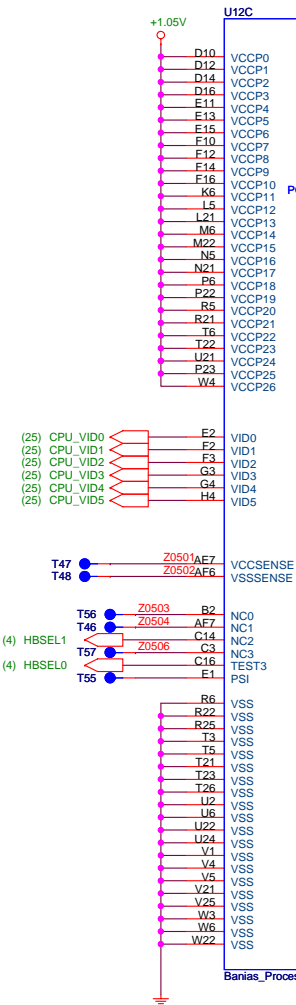 U12C
+1.05V
D10 VCCP0
D12 VCCP1
D14 VCCP2
D16 VCCP3
E11 VCCP4
E13 VCCP5
E15 VCCP6
F10 VCCP7
F12 VCCP8
F14 VCCP9
F16 VCCP10
K6 VCCP11
L5 VCCP12
L21 VCCP13
M6 VCCP14
M22 VCCP15
N5 VCCP16
N21 VCCP17
P6 VCCP18
P22 VCCP19
R5 VCCP20
R21 VCCP21
T6 VCCP22
T22 VCCP23
U21 VCCP24
P23 VCCP25
W4 VCCP26
(25) CPU_VID0 E2 VID0
(25) CPU_VID1 F2 VID1
(25) CPU_VID2 F3 VID2
(25) CPU_VID3 G3 VID3
(25) CPU_VID4 G4 VID4
(25) CPU_VID5 H4 VID5
T47 Z0501 AE7 VCCSENSE
T48 Z0502 AF6 VSSSENSE
T56 Z0503 B2 NC0
T46 Z0504 AF7 NC1
(4) HBSEL1 C14 NC2
T57 Z0506 C3 NC3
(4) HBSEL0 C16 TEST3
T55 E1 PSI
R6 VSS
R22 VSS
R25 VSS
T3 VSS
T5 VSS
T21 VSS
T23 VSS
T26 VSS
U2 VSS
U6 VSS
U22 VSS
U24 VSS
V1 VSS
V4 VSS
V5 VSS
V21 VSS
V25 VSS
W3 VSS
W6 VSS
W22 VSS